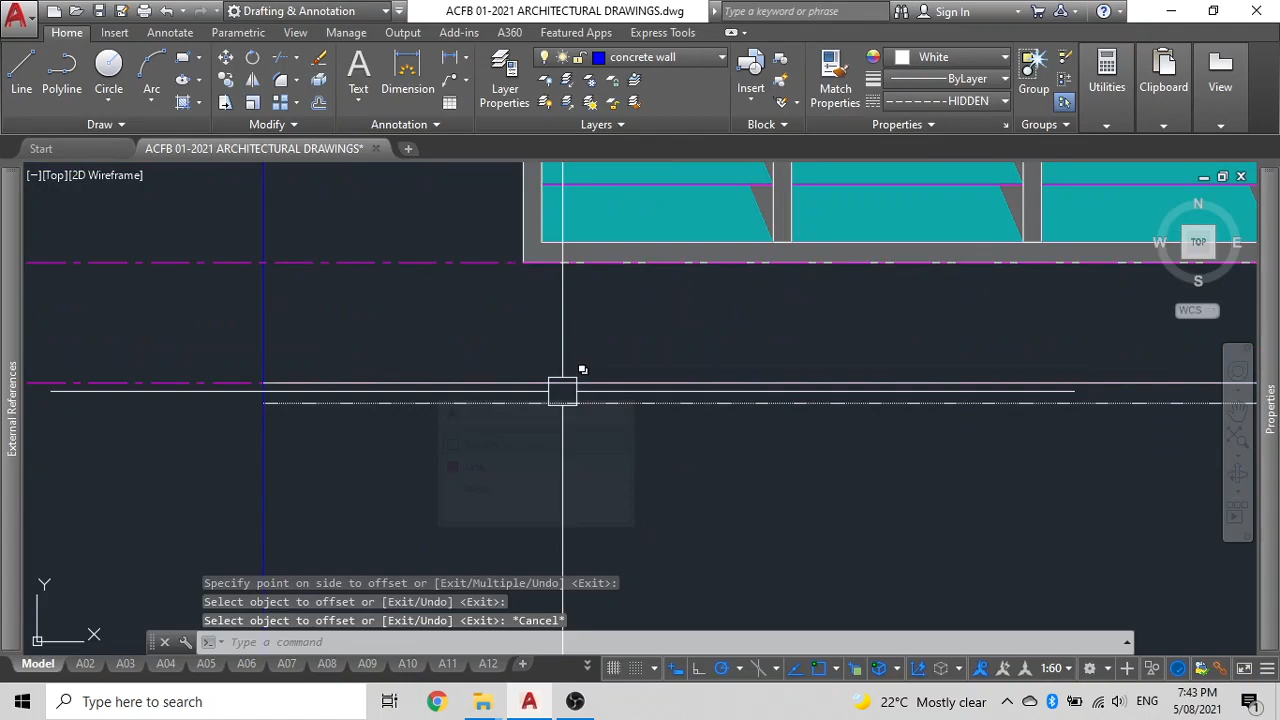 Drafting & Annotation
ACFB 01-2021 ARCHITECTURAL DRAWINGS.dwg
Type a keyword or phrase
Sign In
Home
Insert
Annotate
Parametric
View
Manage
Output
Add-ins
A360
Featured Apps
Express Tools
Line
Polyline
Circle
Arc
Text
Dimension
Layer
Properties
concrete wall
Insert
Match
Properties
White
ByLayer
HIDDEN
Group
Utilities
Clipboard
View
Draw
Modify
Annotation
Layers
Block
Properties
Groups
Start
ACFB 01-2021 ARCHITECTURAL DRAWINGS*
[−][Top][2D Wireframe]
N
W
TOP
E
S
WCS
External References
Properties
Y
X
Specify point on side to offset or [Exit/Multiple/Undo] <Exit>:
Select object to offset or [Exit/Undo] <Exit>:
Select object to offset or [Exit/Undo] <Exit>: *Cancel*
Type a command
Model
A02
A03
A04
A05
A06
A07
A08
A09
A10
A11
A12
1:60
Type here to search
22°C Mostly clear
ENG
7:43 PM
5/08/2021